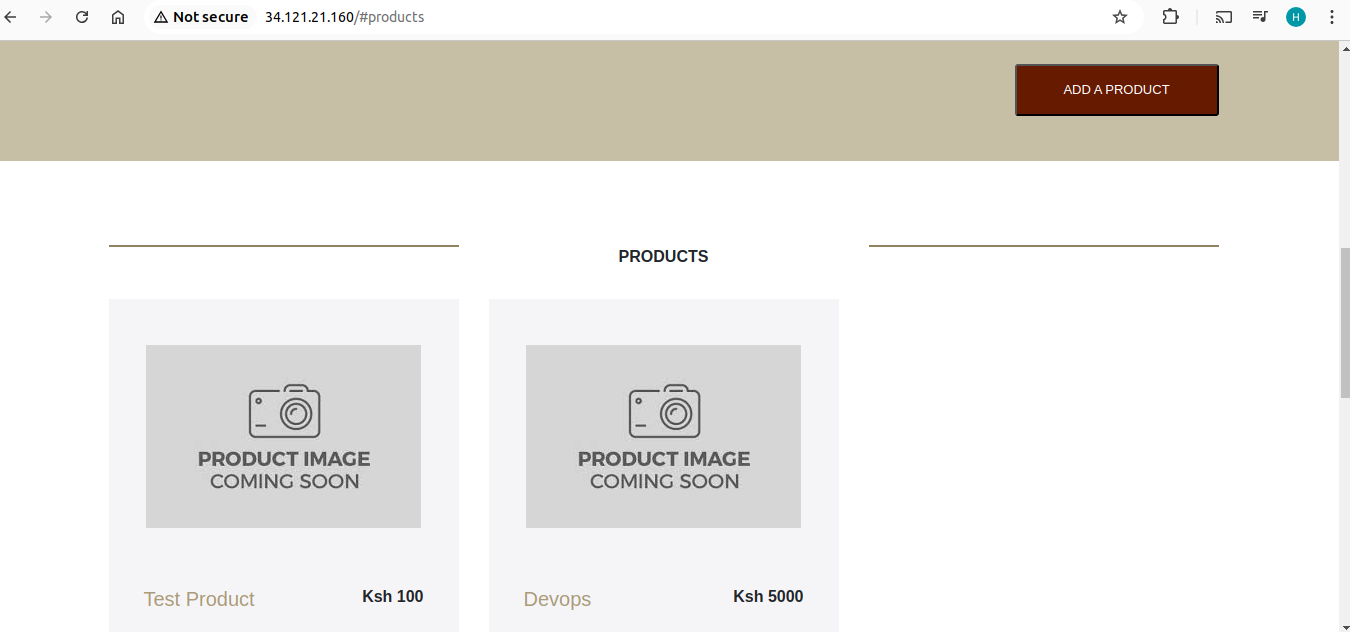 Not secure 34.121.21.160/#products
H
ADD A PRODUCT
PRODUCTS
PRODUCT IMAGE
COMING SOON
PRODUCT IMAGE
COMING SOON
Test Product Ksh 100
Devops Ksh 5000